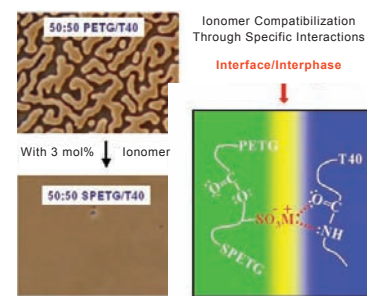 50:50 PETG/T40
With 3 mol% Ionomer
50:50 SPETG/T40
Ionomer Compatibilization
Through Specific Interactions
Interface/Interphase
PETG
T40
:O: C
:O:
O C
SO₃M
- +
NH
SPETG